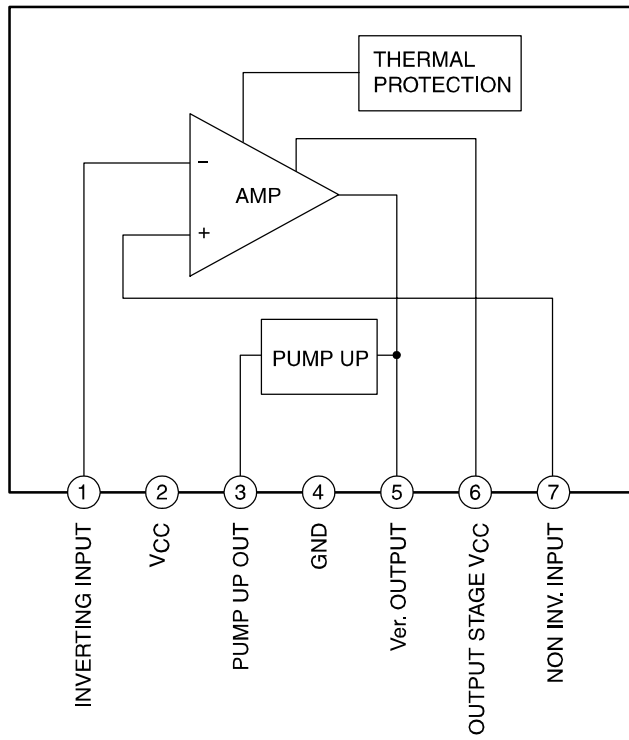 THERMAL
PROTECTION
−
AMP
+
PUMP UP
1
2
3
4
5
6
7
INVERTING INPUT
VCC
PUMP UP OUT
GND
Ver. OUTPUT
OUTPUT STAGE VCC
NON INV. INPUT